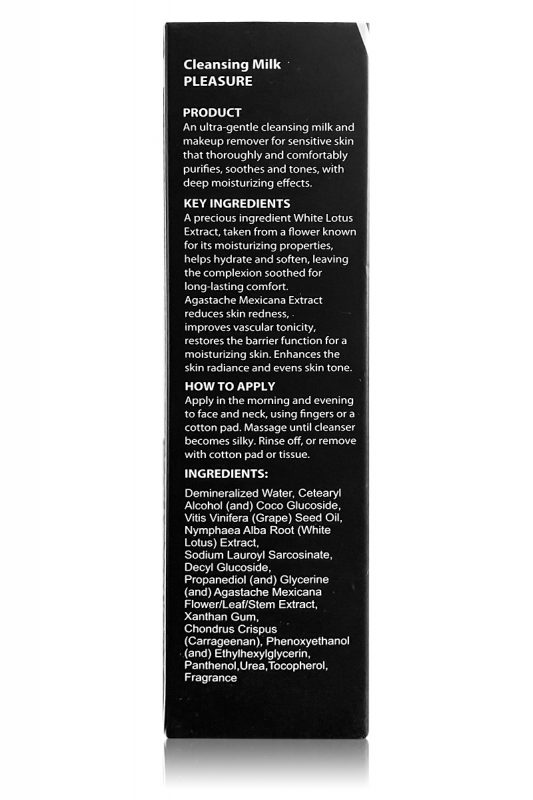 Cleansing Milk
PLEASURE
PRODUCT
An ultra-gentle cleansing milk and
makeup remover for sensitive skin
that thoroughly and comfortably
purifies, soothes and tones, with
deep moisturizing effects.
KEY INGREDIENTS
A precious ingredient White Lotus
Extract, taken from a flower known
for its moisturizing properties,
helps hydrate and soften, leaving
the complexion soothed for
long-lasting comfort.
Agastache Mexicana Extract
reduces skin redness,
improves vascular tonicity,
restores the barrier function for a
moisturizing skin. Enhances the
skin radiance and evens skin tone.
HOW TO APPLY
Apply in the morning and evening
to face and neck, using fingers or a
cotton pad. Massage until cleanser
becomes silky. Rinse off, or remove
with cotton pad or tissue.
INGREDIENTS:
Demineralized Water, Cetearyl
Alcohol (and) Coco Glucoside,
Vitis Vinifera (Grape) Seed Oil,
Nymphaea Alba Root (White
Lotus) Extract,
Sodium Lauroyl Sarcosinate,
Decyl Glucoside,
Propanediol (and) Glycerine
(and) Agastache Mexicana
Flower/Leaf/Stem Extract,
Xanthan Gum,
Chondrus Crispus
(Carrageenan), Phenoxyethanol
(and) Ethylhexylglycerin,
Panthenol,Urea,Tocopherol,
Fragrance